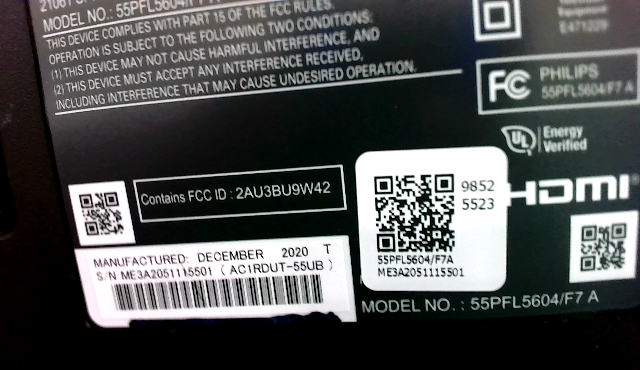 MODEL NO.: 55PFL5604/F7 A
THIS DEVICE COMPLIES WITH PART 15 OF THE FCC RULES.
OPERATION IS SUBJECT TO THE FOLLOWING TWO CONDITIONS:
(1) THIS DEVICE MAY NOT CAUSE HARMFUL INTERFERENCE, AND
(2) THIS DEVICE MUST ACCEPT ANY INTERFERENCE RECEIVED,
INCLUDING INTERFERENCE THAT MAY CAUSE UNDESIRED OPERATION.
Equipment
E471229
FC PHILIPS
55PFL5604/F7 A
UL Energy
Verified
HDMI
Contains FCC ID : 2AU3BU9W42
9852
5523
55PFL5604/F7A
ME3A2051115501
MANUFACTURED: DECEMBER 2020 T
S/N ME3A2051115501 ( AC1RDUT-55UB )
MODEL NO. : 55PFL5604/F7 A